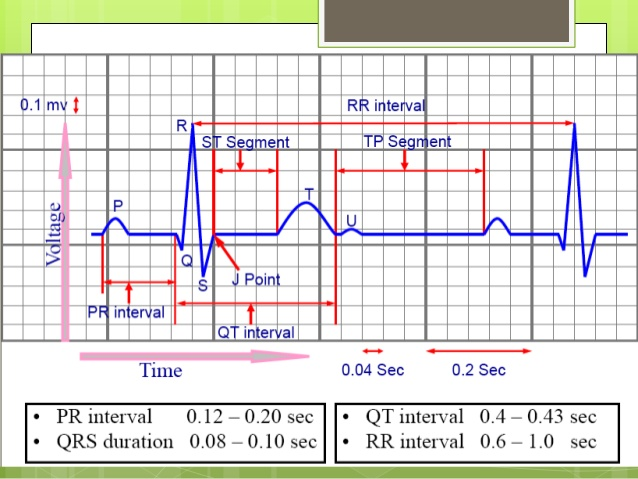 0.1 mv
RR interval
R
ST Segment
TP Segment
P
T
U
Voltage
Q
S
J Point
PR interval
QT interval
Time
0.04 Sec
0.2 Sec
• PR interval 0.12 – 0.20 sec
• QRS duration 0.08 – 0.10 sec
• QT interval 0.4 – 0.43 sec
• RR interval 0.6 – 1.0 sec